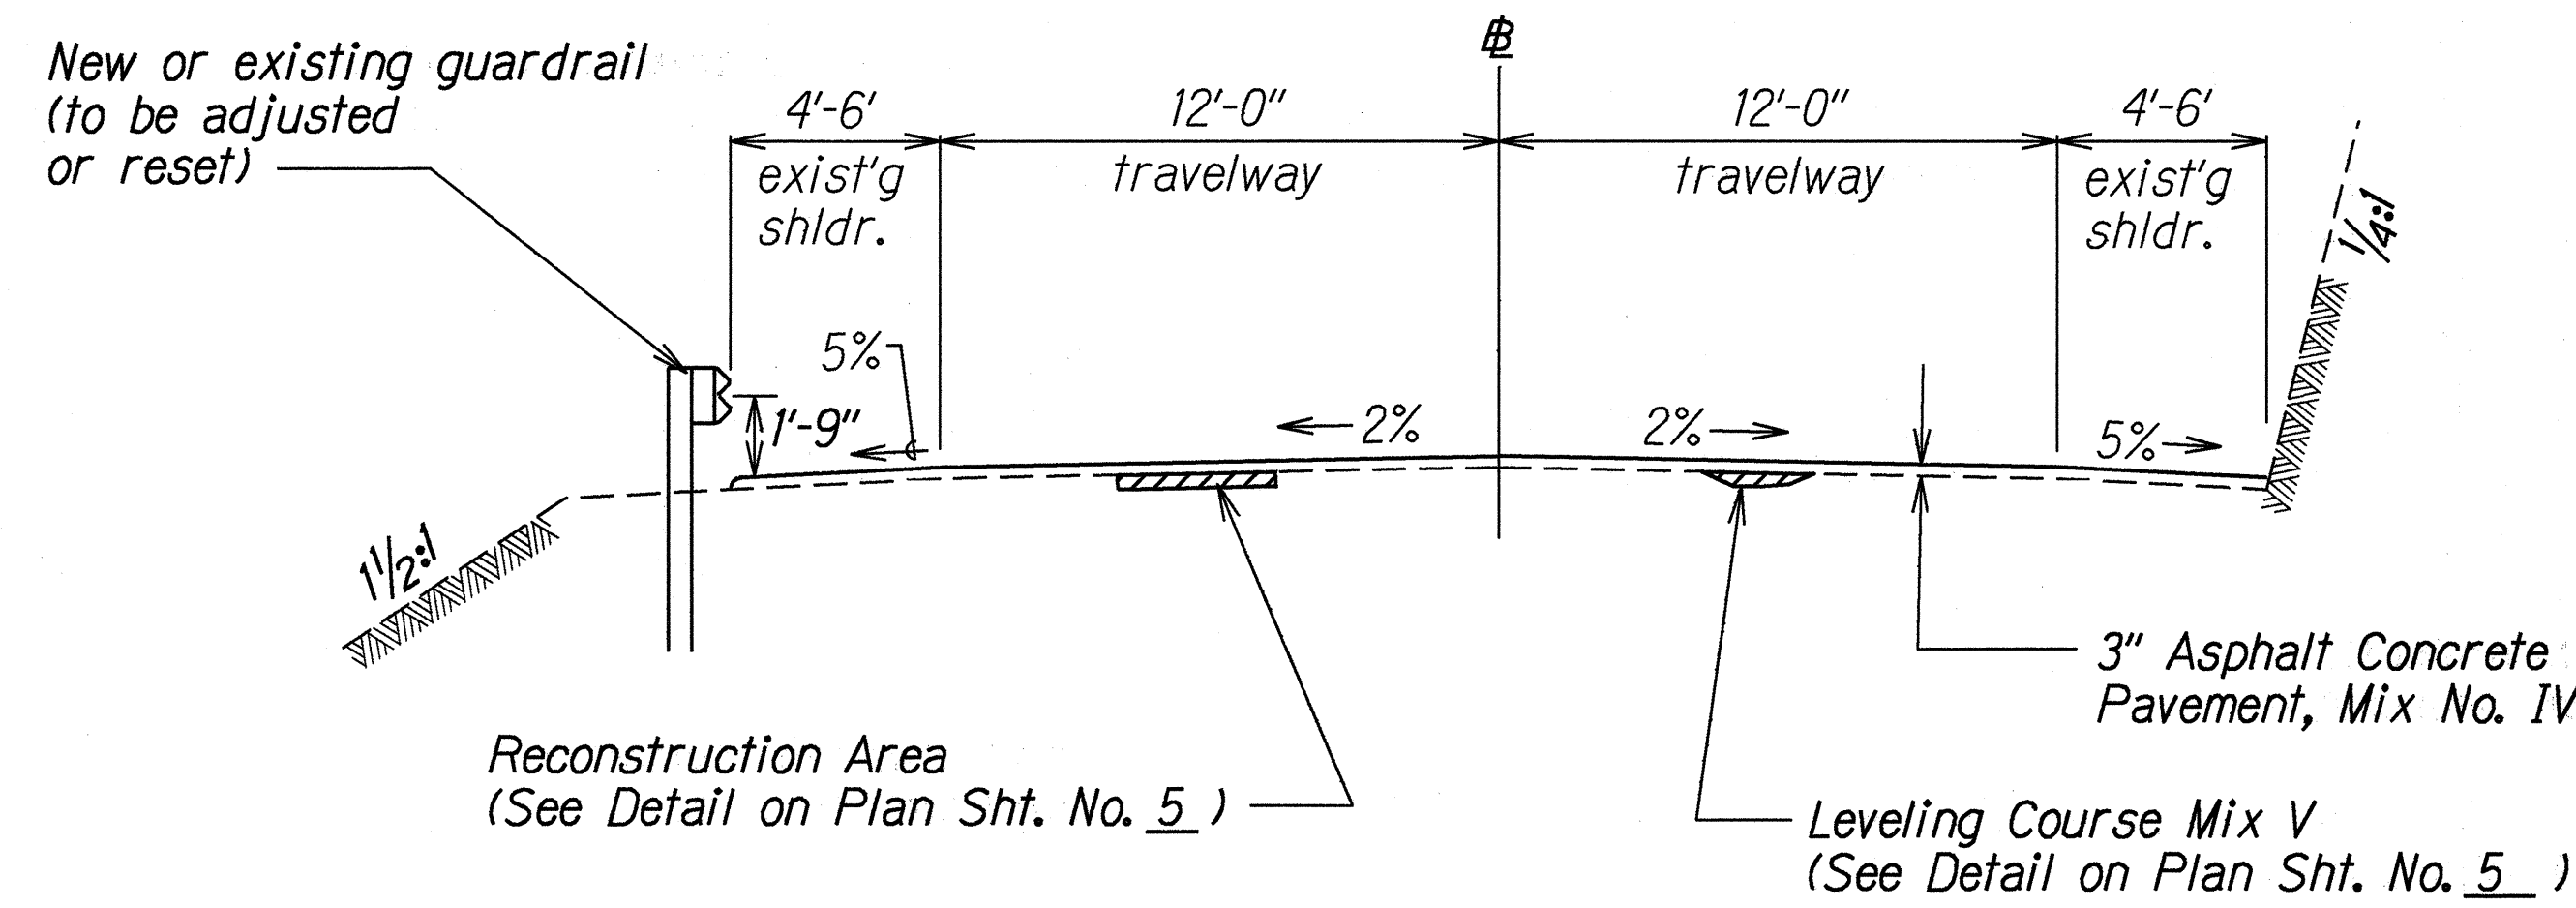 New or existing guardrail
(to be adjusted
or reset)
℄
4'-6'
12'-0"
12'-0"
4'-6'
exist'g
shldr.
travelway
travelway
exist'g
shldr.
1/4:1
5%
1'-9"
2%
2%
5%
1 1/2:1
3" Asphalt Concrete
Pavement, Mix No. IV
Reconstruction Area
(See Detail on Plan Sht. No. 5 )
Leveling Course Mix V
(See Detail on Plan Sht. No. 5 )